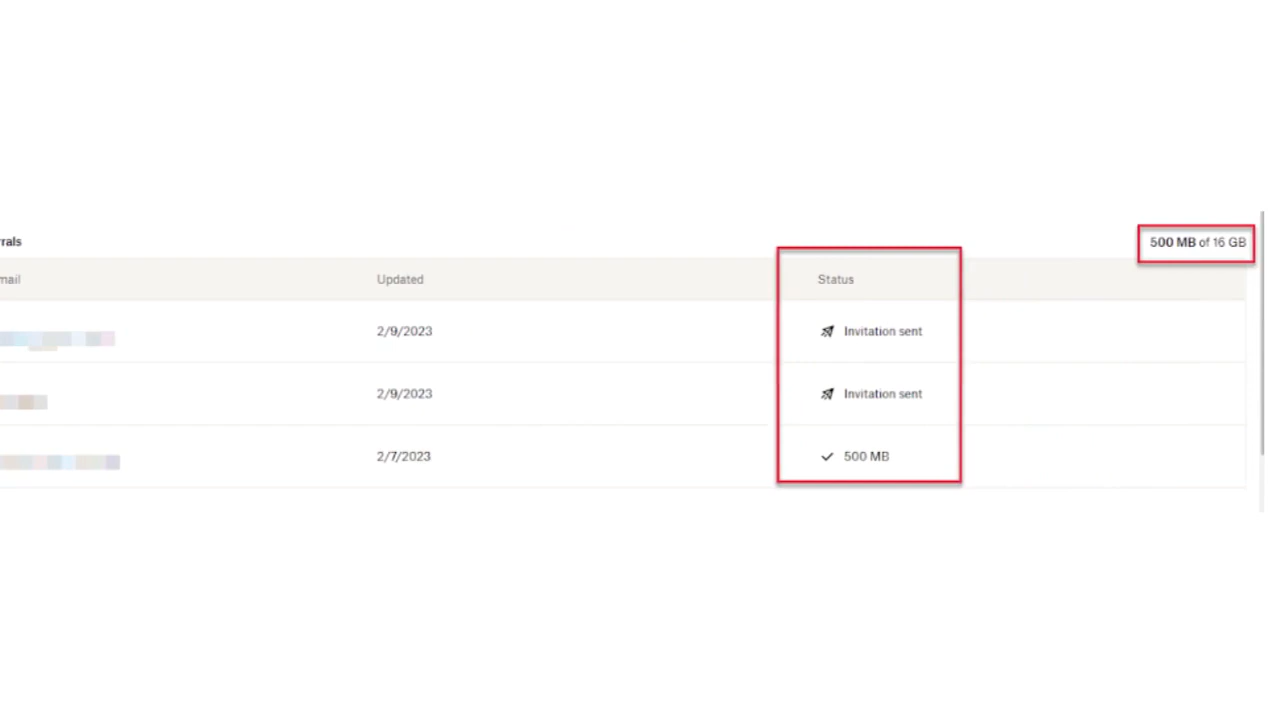 rrals
500 MB of 16 GB
mail Updated Status
2/9/2023 Invitation sent
2/9/2023 Invitation sent
2/7/2023 500 MB